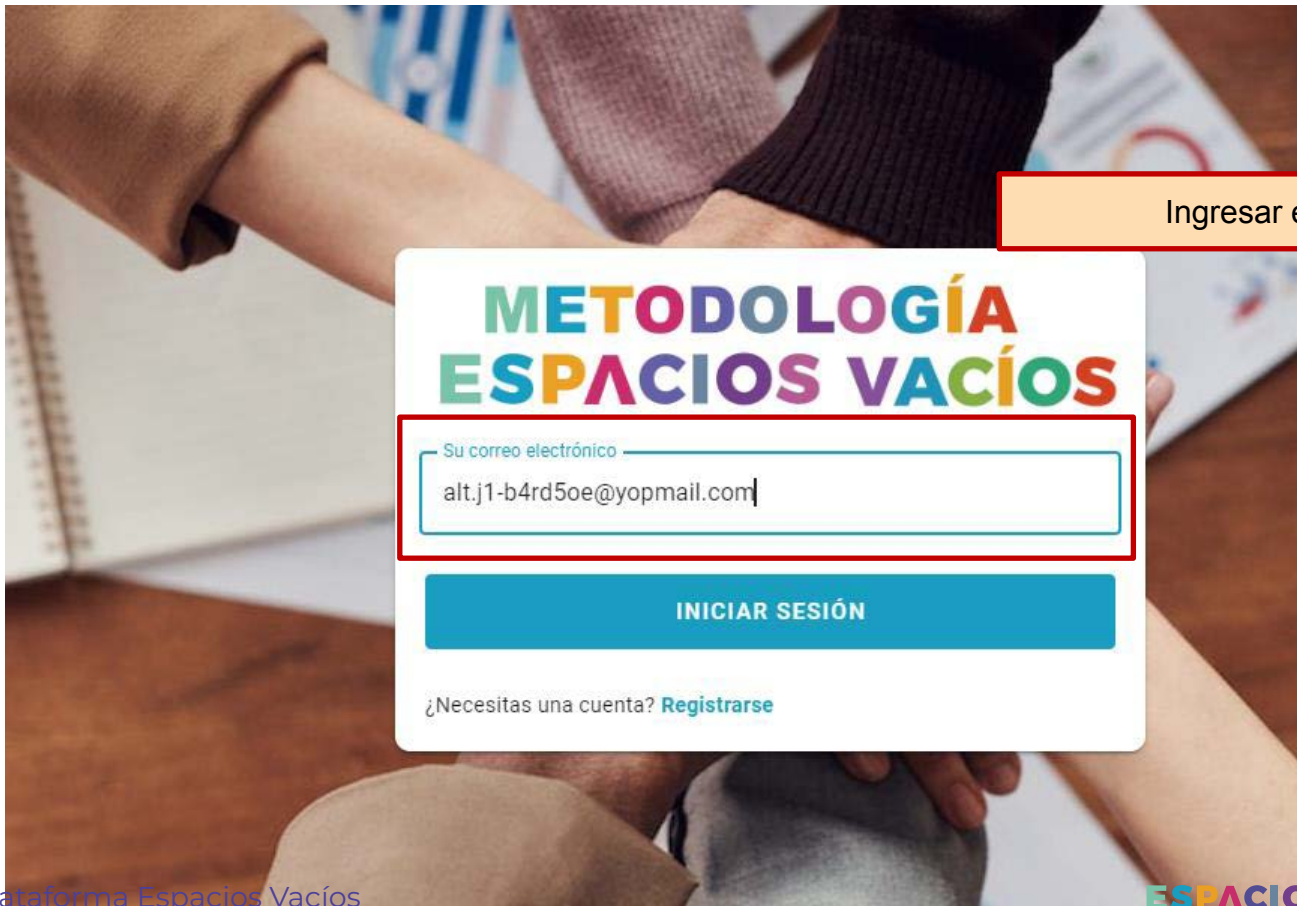 Ingresar e
METODOLOGÍA
ESPACIOS VACÍOS
Su correo electrónico
alt.j1-b4rd5oe@yopmail.com
INICIAR SESIÓN
¿Necesitas una cuenta? Registrarse
ataforma Espacios Vacíos
ESPACIO